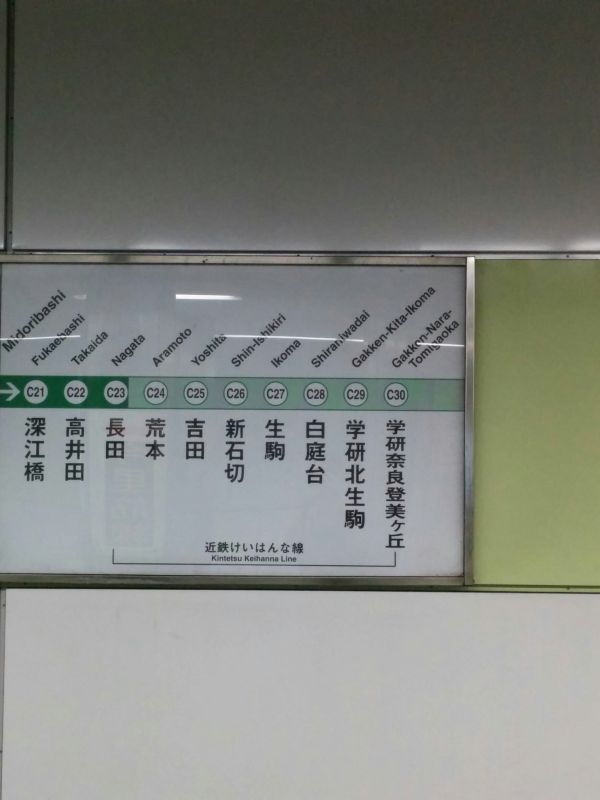 Midoribashi
Fukaebashi
Takaida
Nagata
Aramoto
Yoshita
Shin-Ishikiri
Ikoma
Shiraniwadai
Gakken-Kita-Ikoma
Gakken-Nara-
Tomigaoka
C21 C22 C23 C24 C25 C26 C27 C28 C29 C30
深江橋
高井田
長田
荒本
吉田
新石切
生駒
白庭台
学研北生駒
学研奈良登美ヶ丘
近鉄けいはんな線
Kintetsu Keihanna Line